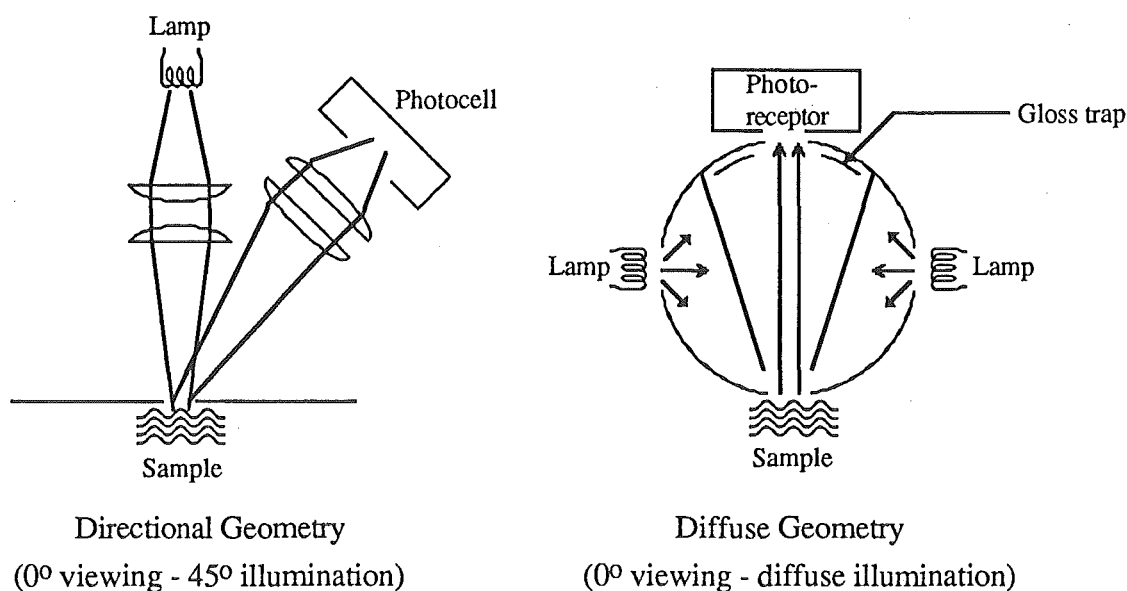 Lamp
Photocell
Sample
Directional Geometry
(0º viewing - 45º illumination)
Photo-
receptor
Gloss trap
Lamp
Lamp
Sample
Diffuse Geometry
(0º viewing - diffuse illumination)